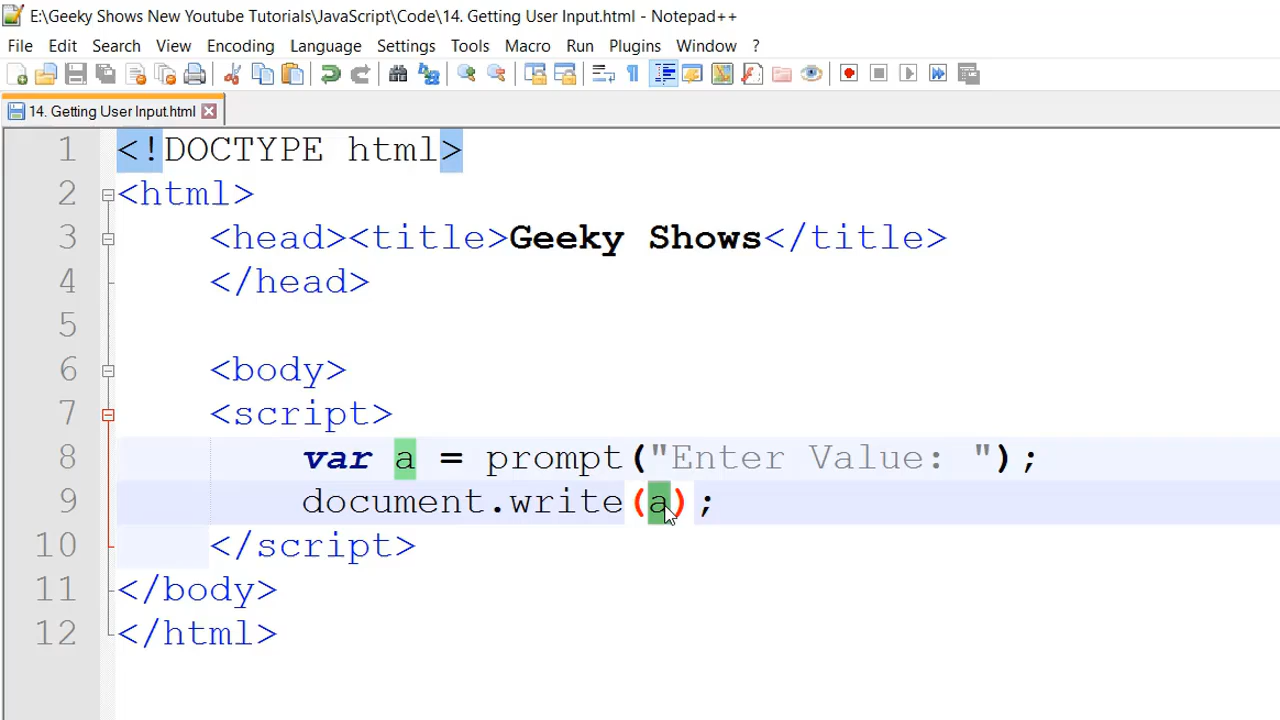 E:\Geeky Shows New Youtube Tutorials\JavaScript\Code\14. Getting User Input.html - Notepad++
File Edit Search View Encoding Language Settings Tools Macro Run Plugins Window ?
14. Getting User Input.html
1 <!DOCTYPE html>
2 <html>
3 <head><title>Geeky Shows</title>
4 </head>
5
6 <body>
7 <script>
8 var a = prompt("Enter Value: ");
9 document.write(a);
10 </script>
11 </body>
12 </html>